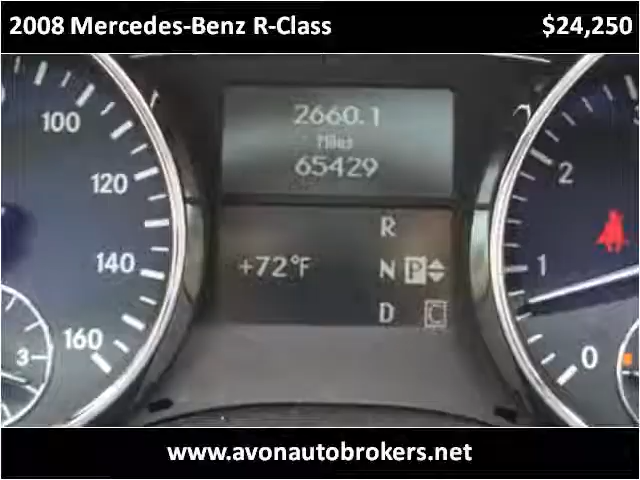 2008 Mercedes-Benz R-Class $24,250
2660.1
Miles
65429
R
+72°F N P
D C
100
120
140
160
3
2
1
0
www.avonautobrokers.net